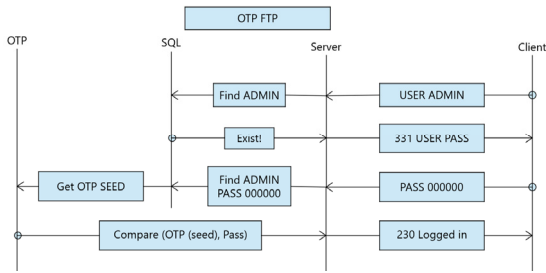 OTP FTP
OTP
SQL
Server
Client
Find ADMIN
USER ADMIN
Exist!
331 USER PASS
Get OTP SEED
Find ADMIN
PASS 000000
PASS 000000
Compare (OTP (seed), Pass)
230 Logged in